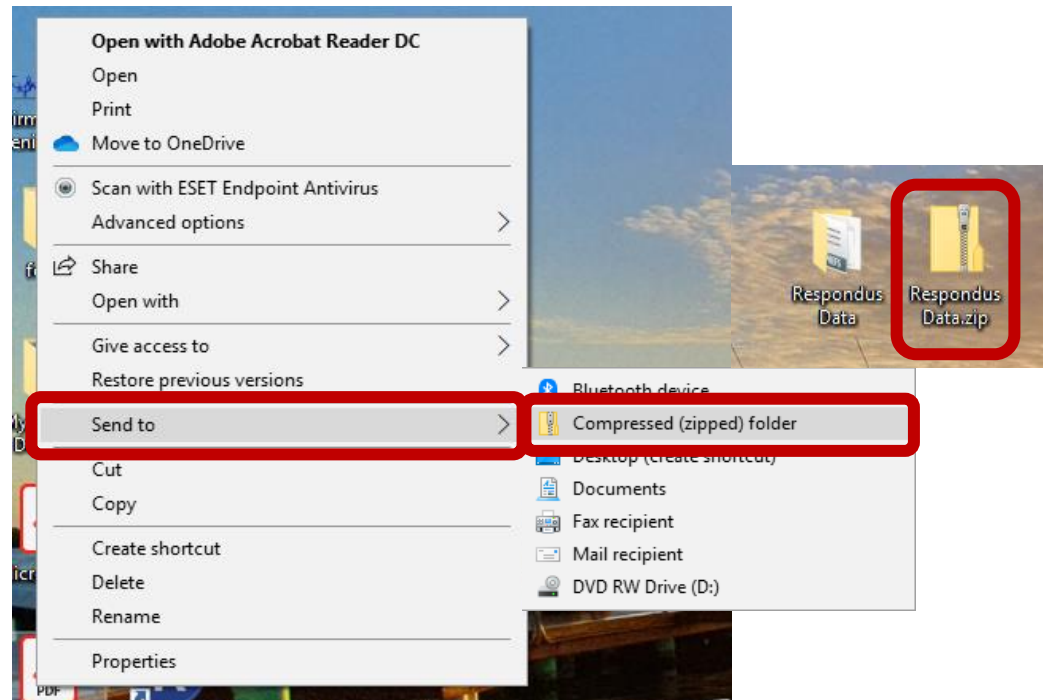 Open with Adobe Acrobat Reader DC
Open
Print
Move to OneDrive
Scan with ESET Endpoint Antivirus
Advanced options
Share
Open with
Give access to
Restore previous versions
Send to
Cut
Copy
Create shortcut
Delete
Rename
Properties
PDF
Respondus
Data
Respondus
Data.zip
Bluetooth device
Compressed (zipped) folder
Desktop (create shortcut)
Documents
Fax recipient
Mail recipient
DVD RW Drive (D:)